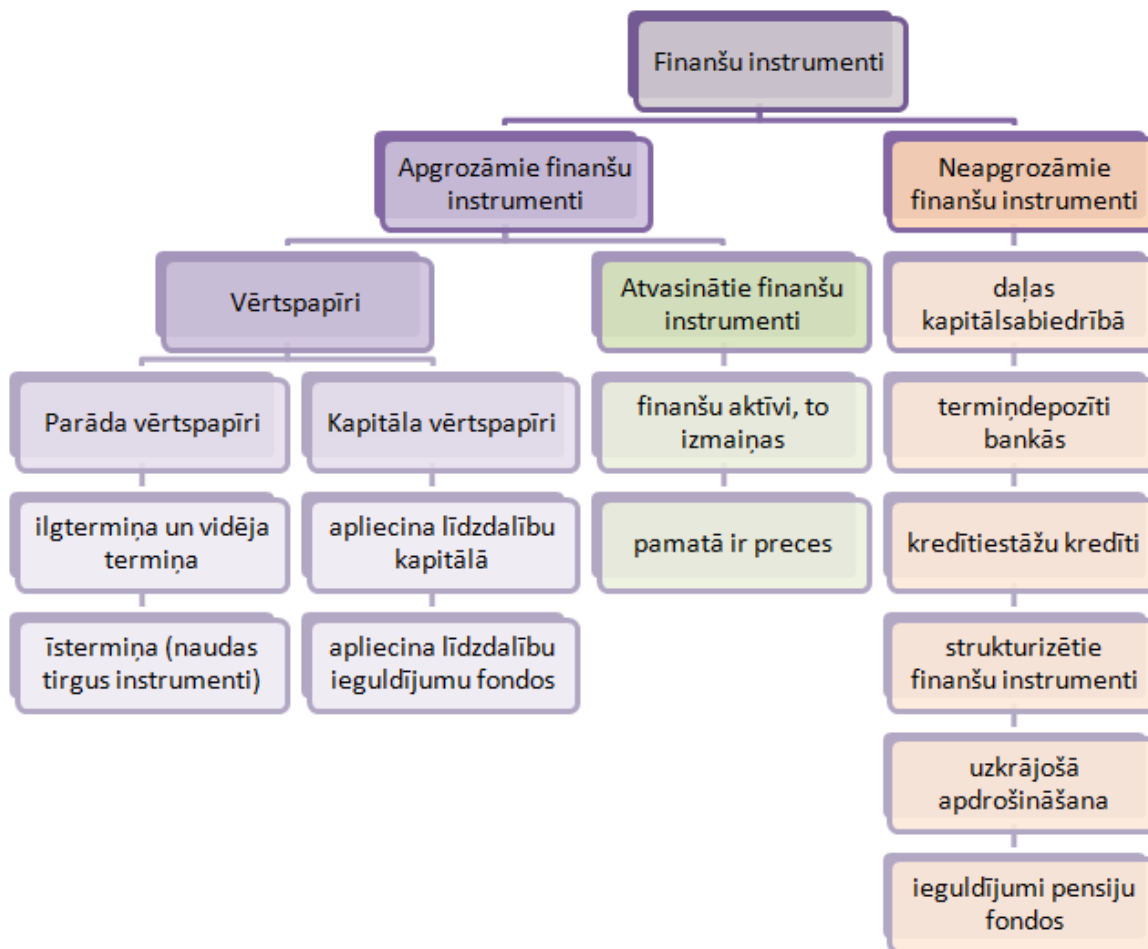 Finanšu instrumenti
Apgrozāmie finanšu
instrumenti
Neapgrozāmie
finanšu instrumenti
Vērtspapīri
Atvasinātie finanšu
instrumenti
daļas
kapitālsabiedrībā
Parāda vērtspapīri
Kapitāla vērtspapīri
finanšu aktīvi, to
izmaiņas
termiņdepozīti
bankās
ilgtermiņa un vidēja
termiņa
apliecina līdzdalību
kapitālā
pamatā ir preces
kredītiestāžu kredīti
īstermiņa (naudas
tirgus instrumenti)
apliecina līdzdalību
ieguldījumu fondos
strukturizētie
finanšu instrumenti
uzkrājošā
apdrošināšana
ieguldījumi pensiju
fondos